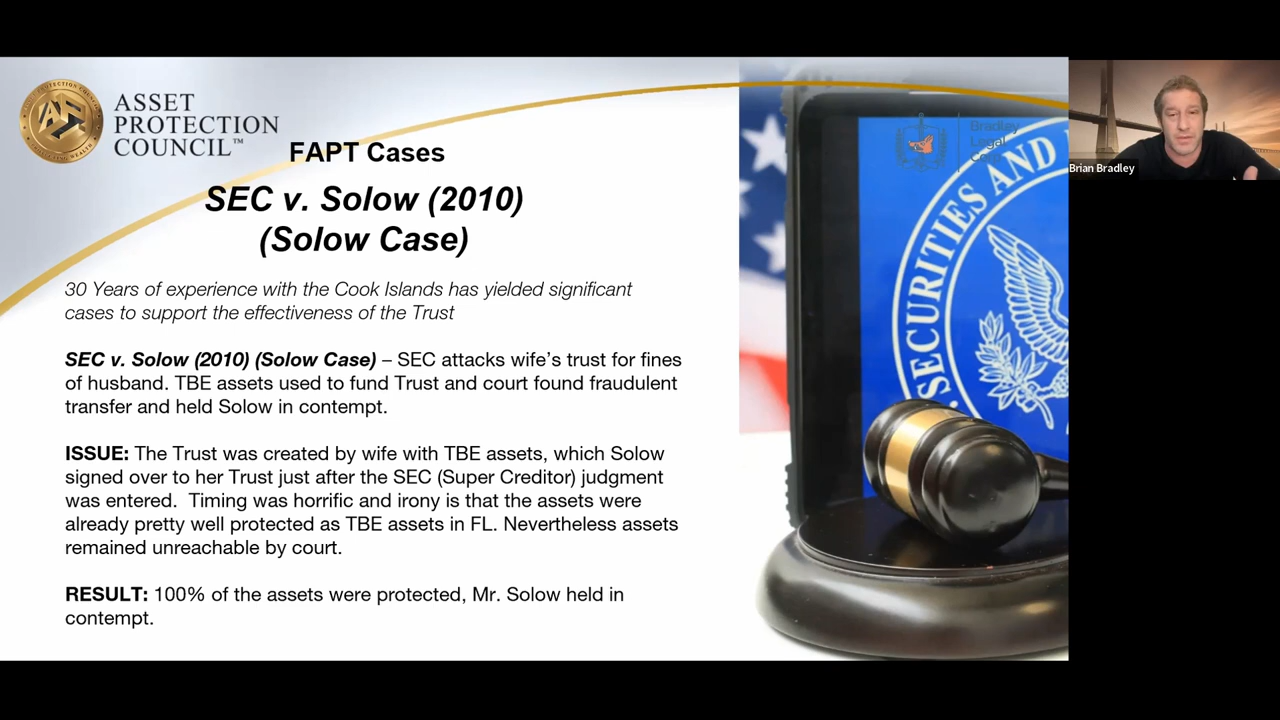 ASSET
PROTECTION
COUNCIL™
FAPT Cases
SEC v. Solow (2010)
(Solow Case)
30 Years of experience with the Cook Islands has yielded significant
cases to support the effectiveness of the Trust
SEC v. Solow (2010) (Solow Case) – SEC attacks wife's trust for fines
of husband. TBE assets used to fund Trust and court found fraudulent
transfer and held Solow in contempt.
ISSUE: The Trust was created by wife with TBE assets, which Solow
signed over to her Trust just after the SEC (Super Creditor) judgment
was entered.  Timing was horrific and irony is that the assets were
already pretty well protected as TBE assets in FL. Nevertheless assets
remained unreachable by court.
RESULT: 100% of the assets were protected, Mr. Solow held in
contempt.
Bradley
Legal
SECURITIES AND
Brian Bradley